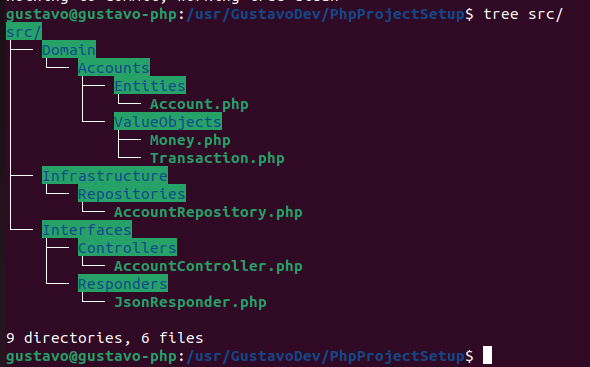 gustavo@gustavo-php:/usr/GustavoDev/PhpProjectSetup$ tree src/
src/
├── Domain
│   └── Accounts
│       ├── Entities
│       │   └── Account.php
│       └── ValueObjects
│           ├── Money.php
│           └── Transaction.php
├── Infrastructure
│   └── Repositories
│       └── AccountRepository.php
└── Interfaces
    ├── Controllers
    │   └── AccountController.php
    └── Responders
        └── JsonResponder.php
9 directories, 6 files
gustavo@gustavo-php:/usr/GustavoDev/PhpProjectSetup$